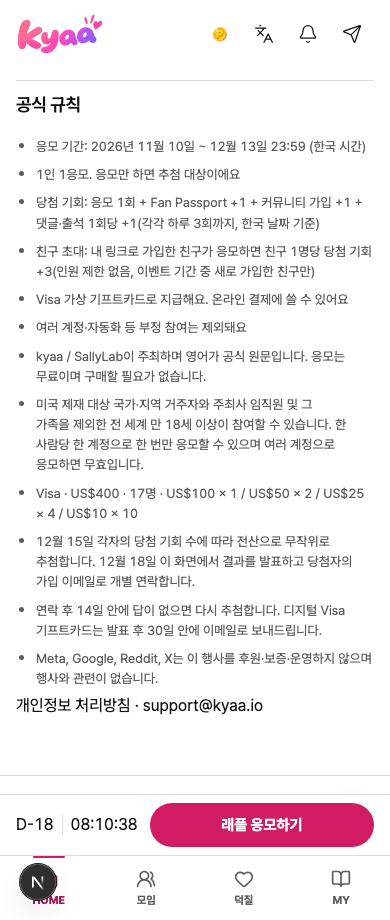 kyaa
공식 규칙
응모 기간: 2026년 11월 10일 ~ 12월 13일 23:59 (한국 시간)
1인 1응모. 응모만 하면 추첨 대상이에요
당첨 기회: 응모 1회 + Fan Passport +1 + 커뮤니티 가입 +1 +
댓글·출석 1회당 +1(각각 하루 3회까지, 한국 날짜 기준)
친구 초대: 내 링크로 가입한 친구가 응모하면 친구 1명당 당첨 기회
+3(인원 제한 없음, 이벤트 기간 중 새로 가입한 친구만)
Visa 가상 기프트카드로 지급해요. 온라인 결제에 쓸 수 있어요
여러 계정·자동화 등 부정 참여는 제외돼요
kyaa / SallyLab이 주최하며 영어가 공식 원문입니다. 응모는
무료이며 구매할 필요가 없습니다.
미국 제재 대상 국가·지역 거주자와 주최사 임직원 및 그
가족을 제외한 전 세계 만 18세 이상이 참여할 수 있습니다. 한
사람당 한 계정으로 한 번만 응모할 수 있으며 여러 계정으로
응모하면 무효입니다.
Visa · US$400 · 17명 · US$100 × 1 / US$50 × 2 / US$25
× 4 / US$10 × 10
12월 15일 각자의 당첨 기회 수에 따라 전산으로 무작위로
추첨합니다. 12월 18일 이 화면에서 결과를 발표하고 당첨자의
가입 이메일로 개별 연락합니다.
연락 후 14일 안에 답이 없으면 다시 추첨합니다. 디지털 Visa
기프트카드는 발표 후 30일 안에 이메일로 보내드립니다.
Meta, Google, Reddit, X는 이 행사를 후원·보증·운영하지 않으며
행사와 관련이 없습니다.
개인정보 처리방침 · support@kyaa.io
D-18 08:10:38 래플 응모하기
N
HOME 모임 덕질 MY